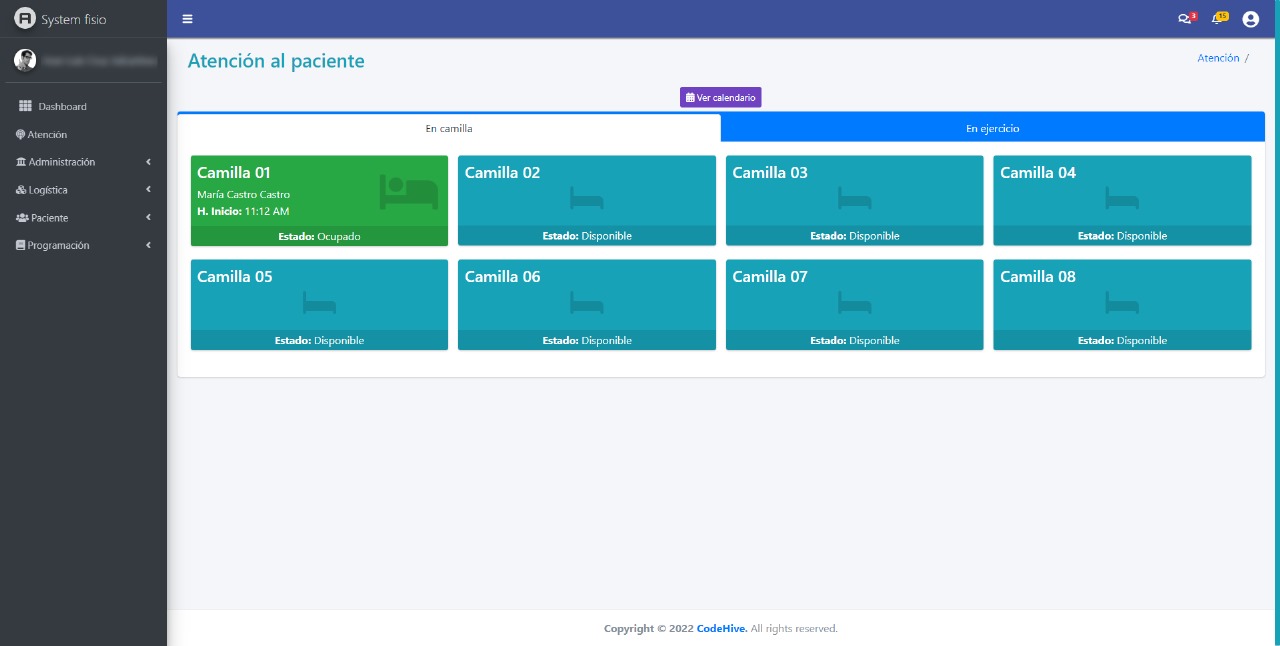 System fisio
3
15
Dashboard
Atención
Administración
Logística
Paciente
Programación
Atención al paciente
Atención /
Ver calendario
En camilla
En ejercicio
Camilla 01
María Castro Castro
H. Inicio: 11:12 AM
Estado: Ocupado
Camilla 02
Estado: Disponible
Camilla 03
Estado: Disponible
Camilla 04
Estado: Disponible
Camilla 05
Estado: Disponible
Camilla 06
Estado: Disponible
Camilla 07
Estado: Disponible
Camilla 08
Estado: Disponible
Copyright © 2022 CodeHive. All rights reserved.